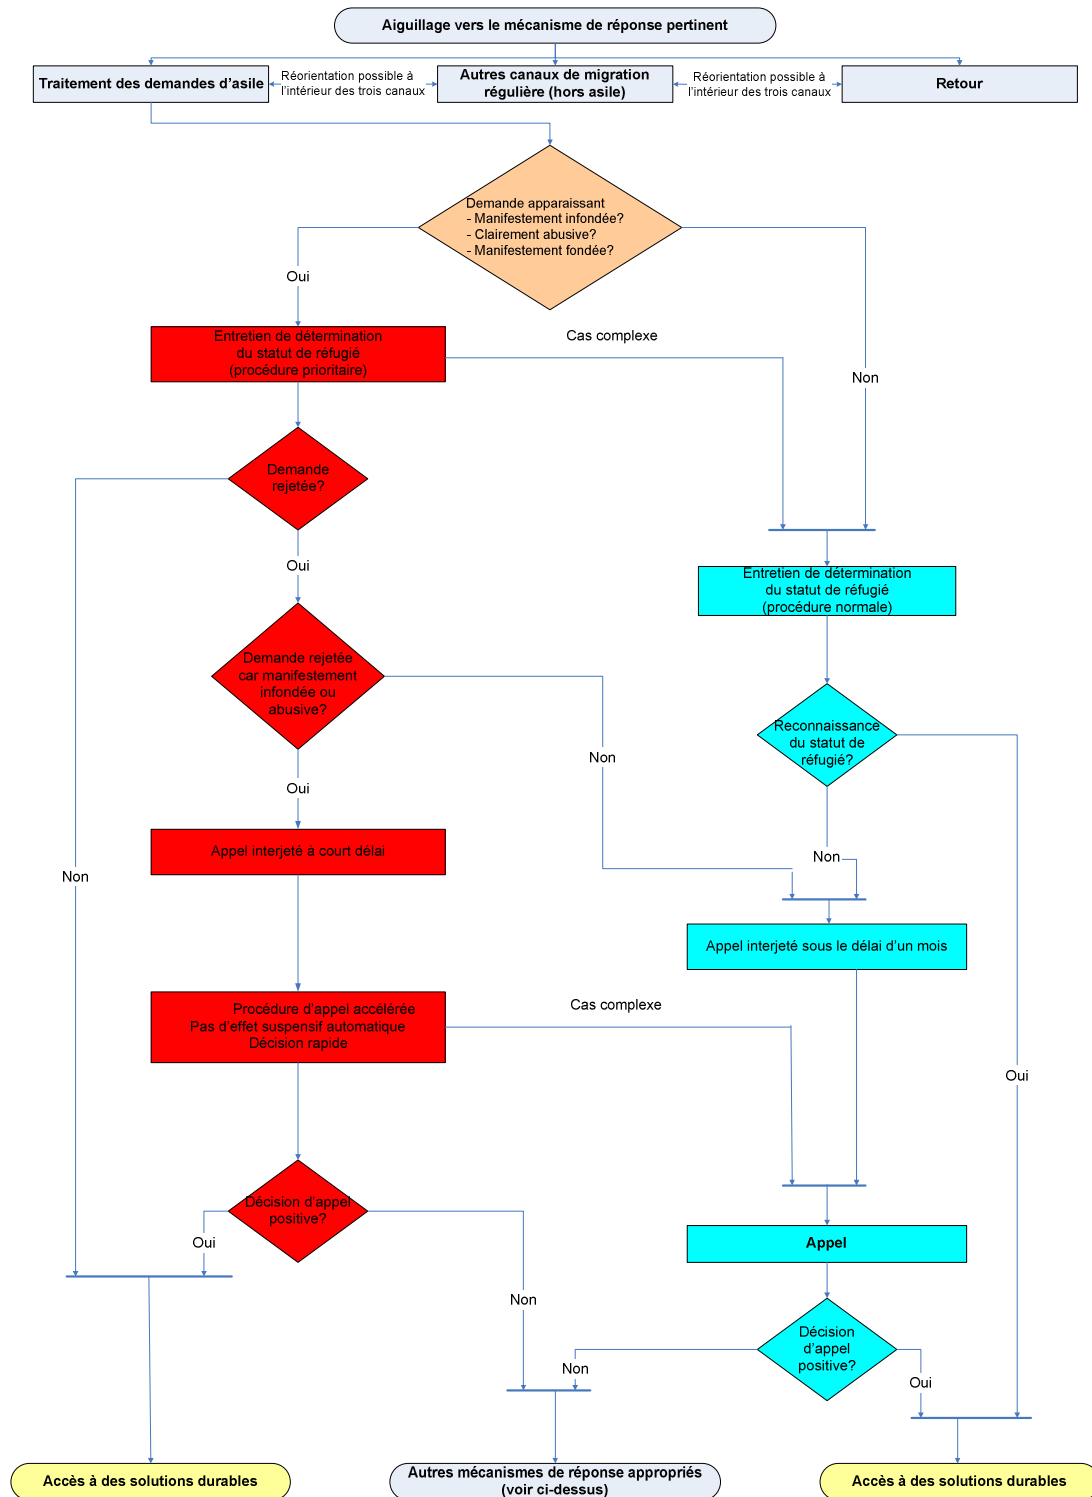 Aiguillage vers le mécanisme de réponse pertinent
Traitement des demandes d'asile
Réorientation possible à
l'intérieur des trois canaux
Autres canaux de migration
régulière (hors asile)
Réorientation possible à
l'intérieur des trois canaux
Retour
Demande apparaissant
- Manifestement infondée?
- Clairement abusive?
- Manifestement fondée?
Oui
Non
Entretien de détermination
du statut de réfugié
(procédure prioritaire)
Cas complexe
Demande
rejetée?
Oui
Entretien de détermination
du statut de réfugié
(procédure normale)
Demande rejetée
car manifestement
infondée ou
abusive?
Reconnaissance
du statut de
réfugié?
Non
Oui
Appel interjeté à court délai
Non
Non
Appel interjeté sous le délai d'un mois
Procédure d'appel accélérée
Pas d'effet suspensif automatique
Décision rapide
Cas complexe
Oui
Décision d'appel
positive?
Oui
Non
Appel
Décision
d'appel
positive?
Non
Oui
Accès à des solutions durables
Autres mécanismes de réponse appropriés
(voir ci-dessus)
Accès à des solutions durables